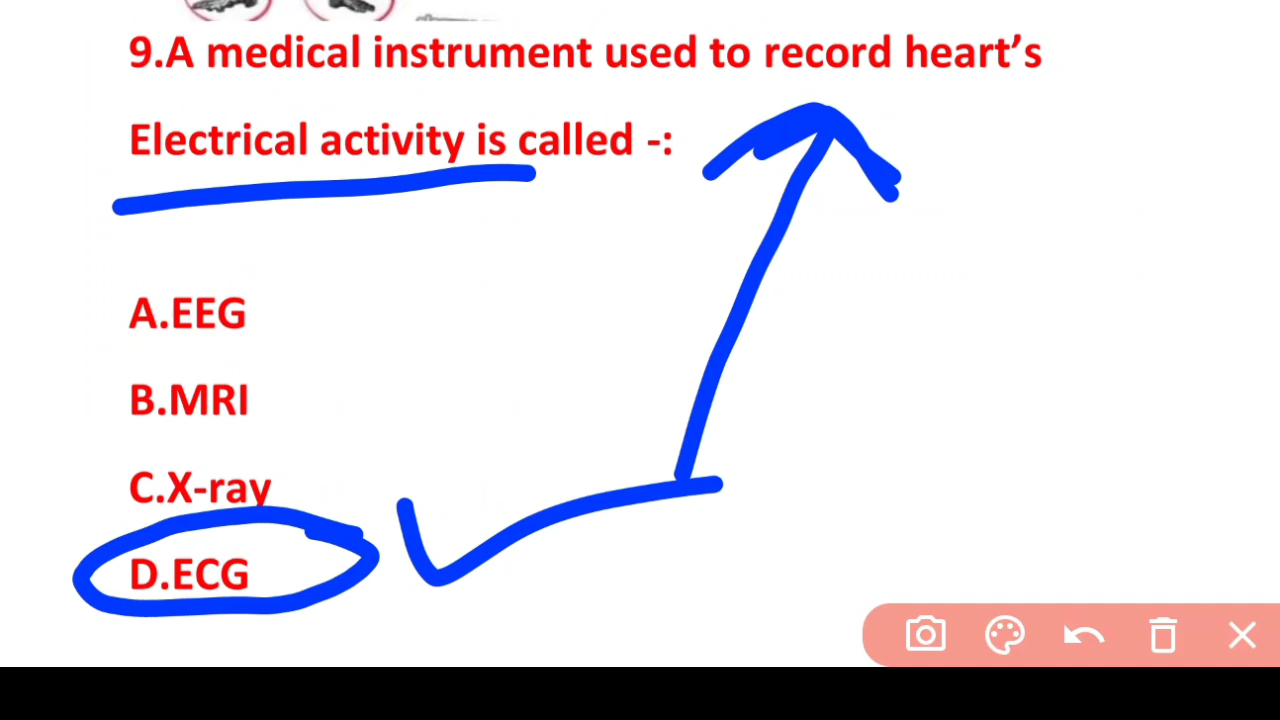 9.A medical instrument used to record heart’s
Electrical activity is called -:
A.EEG
B.MRI
C.X-ray
D.ECG